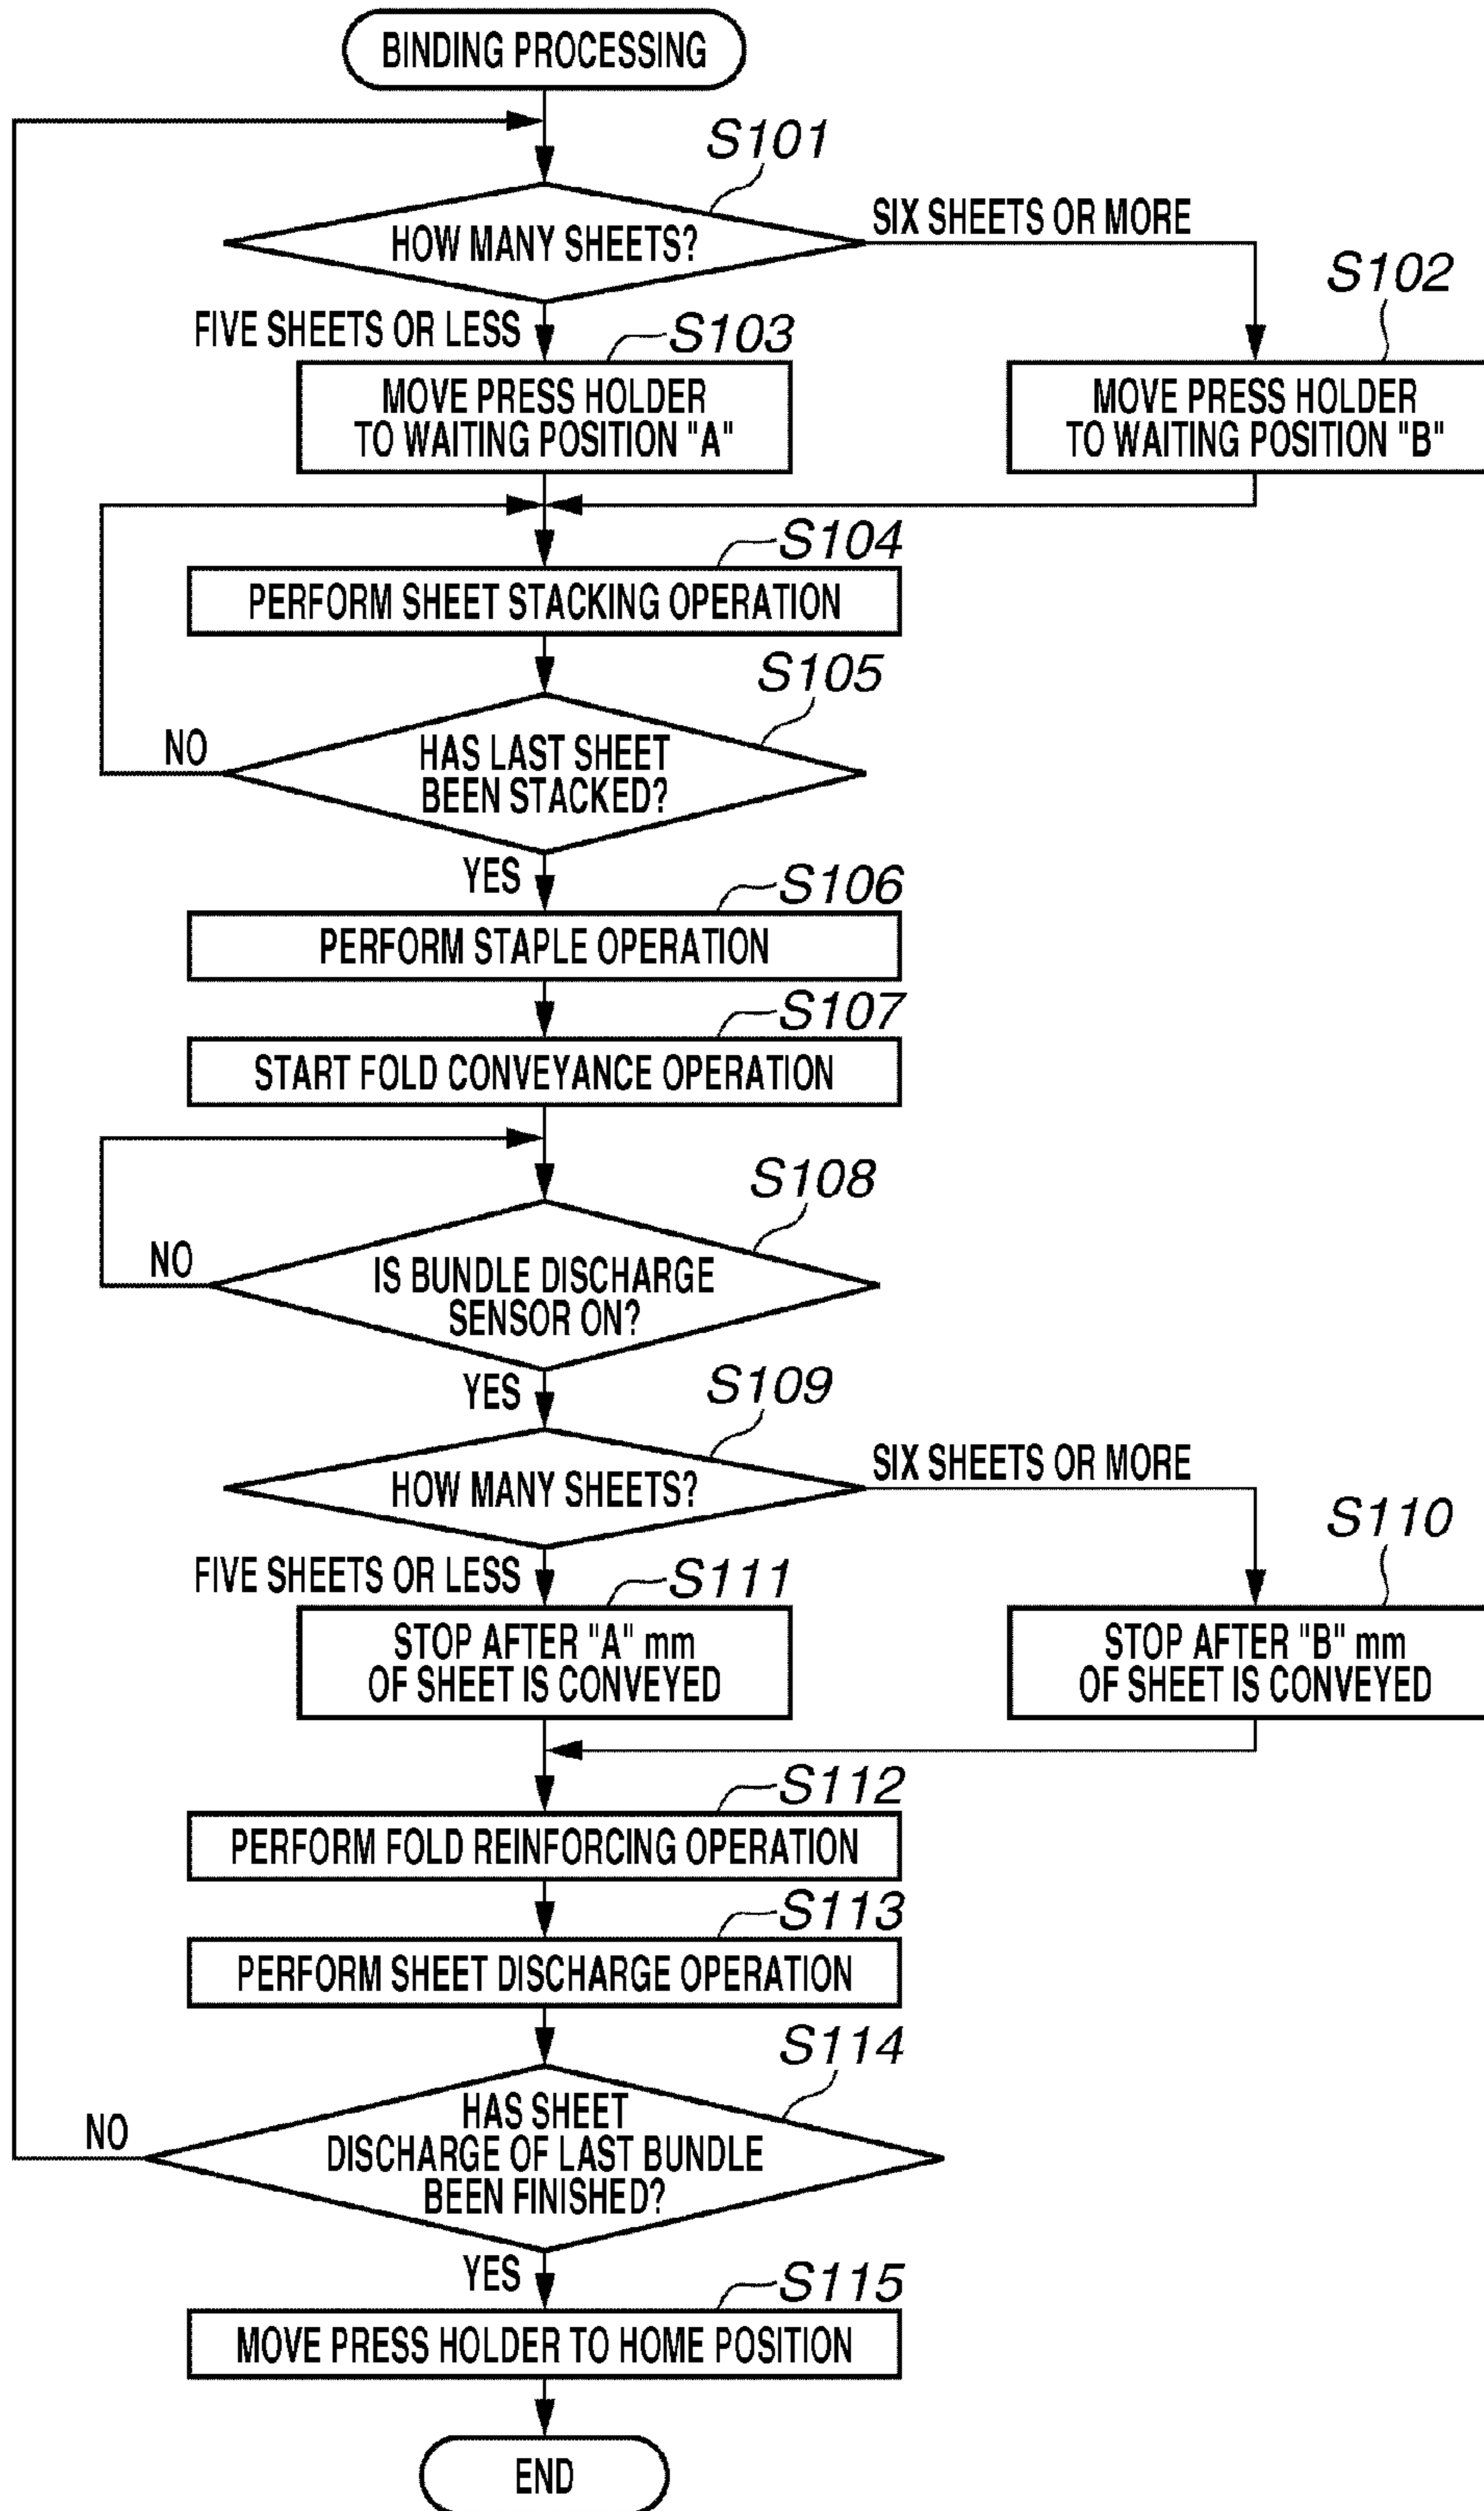 BINDING PROCESSING
S101
HOW MANY SHEETS?
SIX SHEETS OR MORE
S102
FIVE SHEETS OR LESS
S103
MOVE PRESS HOLDER
TO WAITING POSITION "A"
MOVE PRESS HOLDER
TO WAITING POSITION "B"
S104
PERFORM SHEET STACKING OPERATION
S105
NO
HAS LAST SHEET
BEEN STACKED?
YES
S106
PERFORM STAPLE OPERATION
S107
START FOLD CONVEYANCE OPERATION
S108
NO
IS BUNDLE DISCHARGE
SENSOR ON?
YES
S109
HOW MANY SHEETS?
SIX SHEETS OR MORE
S110
FIVE SHEETS OR LESS
S111
STOP AFTER "A" mm
OF SHEET IS CONVEYED
STOP AFTER "B" mm
OF SHEET IS CONVEYED
S112
PERFORM FOLD REINFORCING OPERATION
S113
PERFORM SHEET DISCHARGE OPERATION
S114
NO
HAS SHEET
DISCHARGE OF LAST BUNDLE
BEEN FINISHED?
YES
S115
MOVE PRESS HOLDER TO HOME POSITION
END